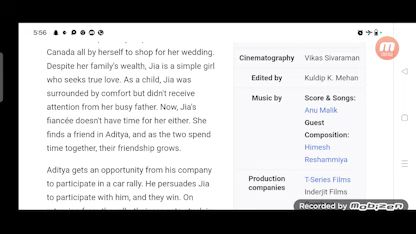 5:56
Canada all by herself to shop for her wedding.
Despite her family's wealth, Jia is a simple girl
who seeks true love. As a child, Jia was
surrounded by comfort but didn't receive
attention from her busy father. Now, Jia's
fiancée doesn't have time for her either. She
finds a friend in Aditya, and as the two spend
time together, their friendship grows.
Aditya gets an opportunity from his company
to participate in a car rally. He persuades Jia
to participate with him, and they win. On
Cinematography Vikas Sivaraman
Edited by Kuldip K. Mehan
Music by Score & Songs:
Anu Malik
Guest
Composition:
Himesh
Reshammiya
Production T-Series Films
companies Inderjit Films
Recorded by mobizen